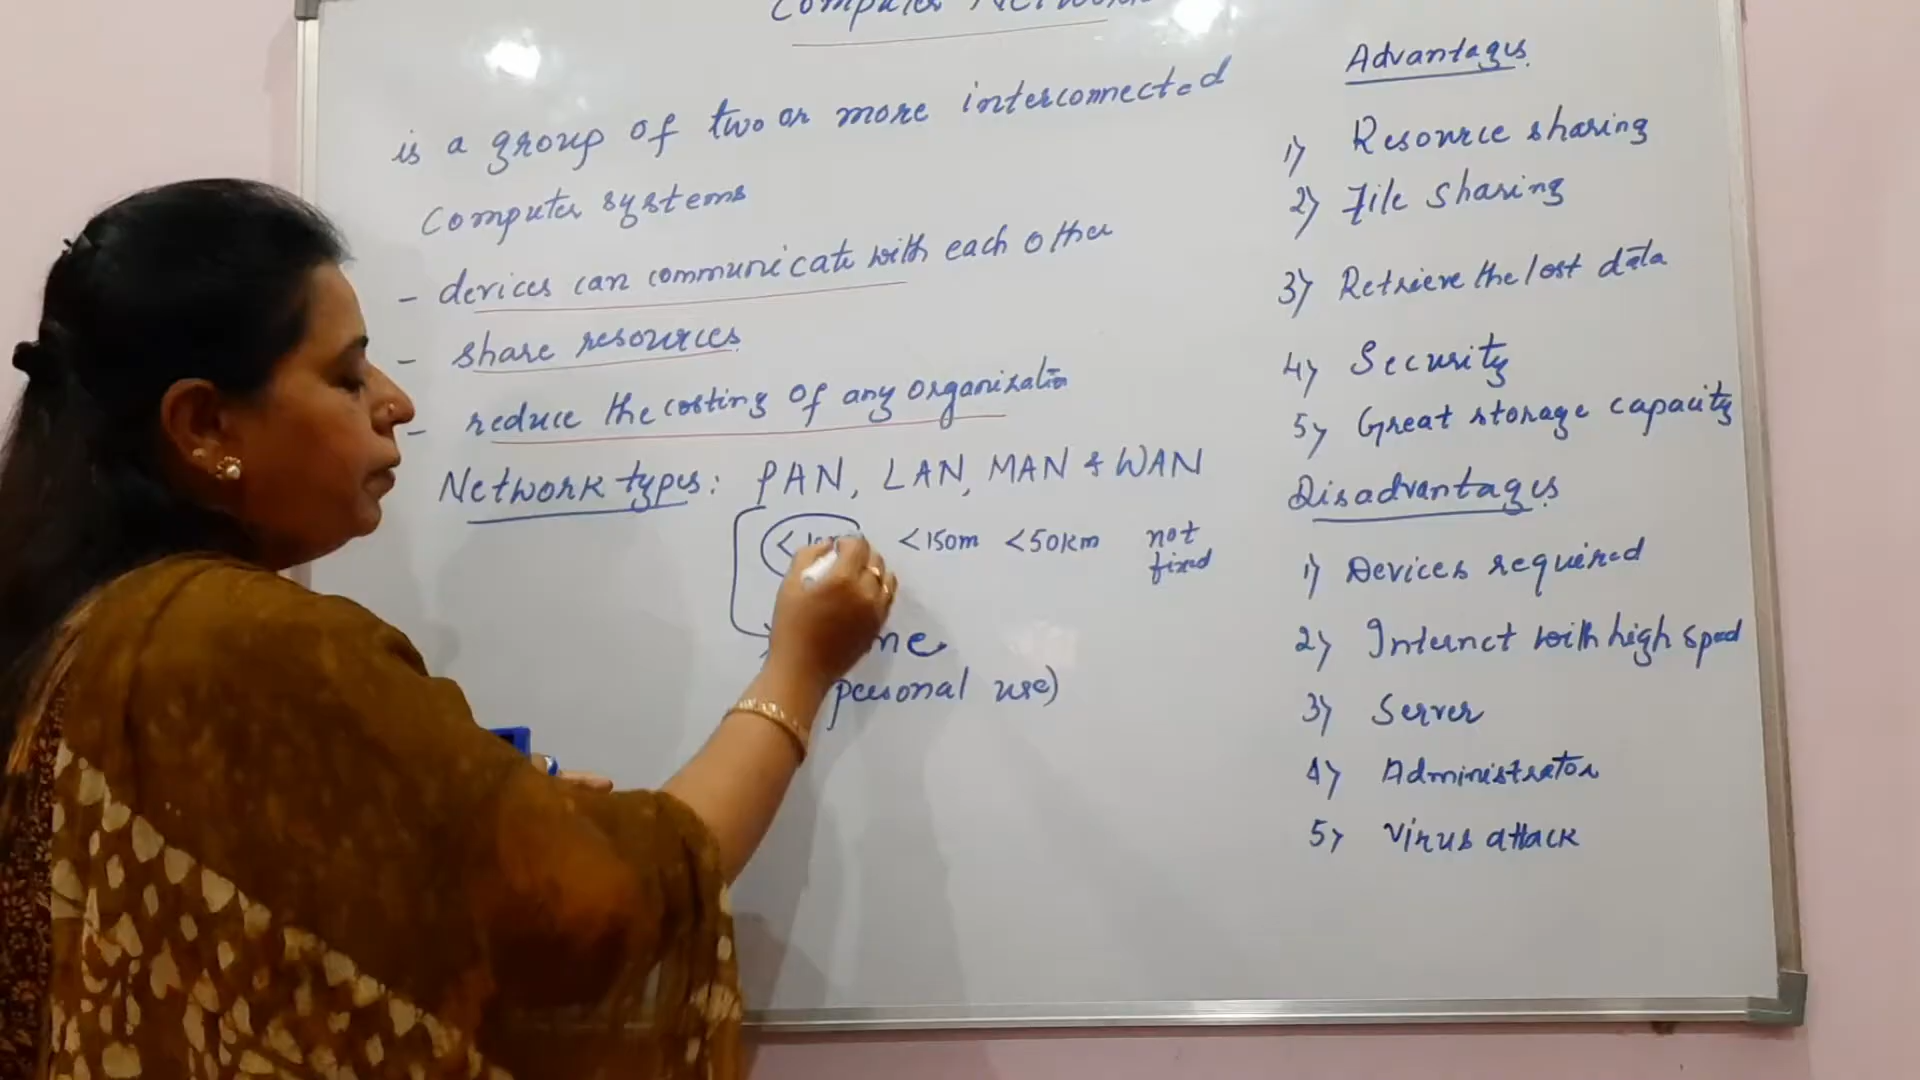 Computer Network
is a group of two or more interconnected
Computer systems
- devices can communicate with each other
- share resources
- reduce the costing of any organization
Network types: PAN, LAN, MAN & WAN
<150m <50km not fixed
personal use)
Advantages
1) Resource sharing
2) File sharing
3) Retrieve the lost data
4) Security
5) Great storage capacity
Disadvantages
1) Devices required
2) Internet with high speed
3) Server
4) Administrator
5) Virus attack